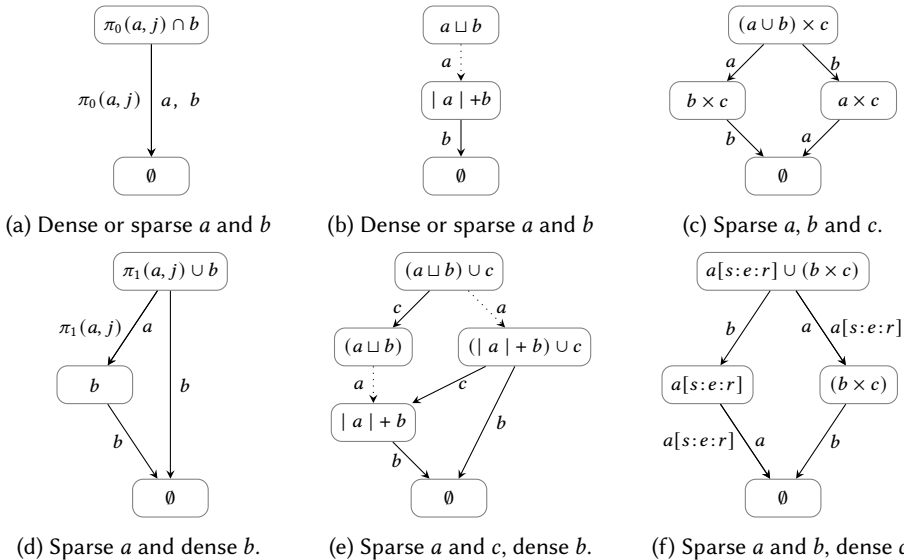 π₀(a, j) ∩ b
π₀(a, j) a, b
∅
(a) Dense or sparse a and b
a ⊔ b
a
| a | +b
b
∅
(b) Dense or sparse a and b
(a ∪ b) × c
a b
b × c a × c
b a
∅
(c) Sparse a, b and c.
π₁(a, j) ∪ b
π₁(a, j) a
b
b
b
∅
(d) Sparse a and dense b.
(a ⊔ b) ∪ c
c a
(a ⊔ b) (| a | + b) ∪ c
a c
| a | + b
b b
∅
(e) Sparse a and c, dense b.
a[s:e:r] ∪ (b × c)
b a a[s:e:r]
a[s:e:r] (b × c)
a[s:e:r] a b
∅
(f) Sparse a and b, dense c